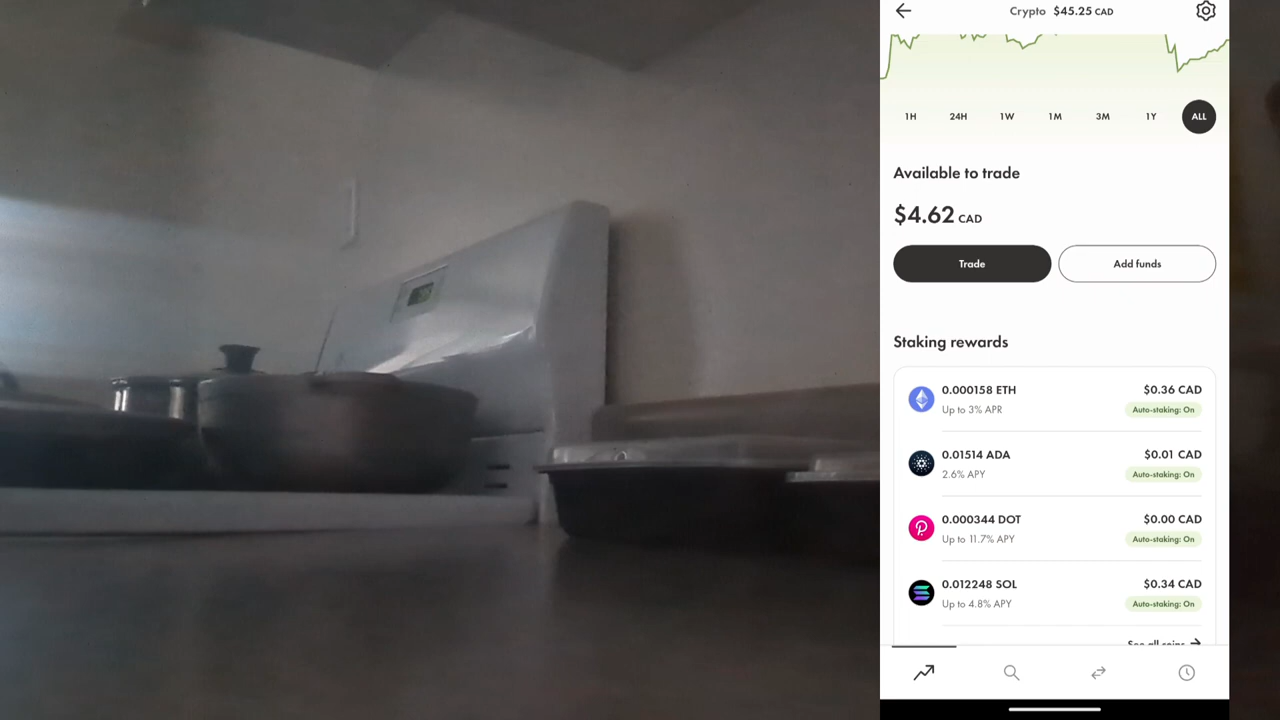 Crypto $45.25 CAD
1H 24H 1W 1M 3M 1Y ALL
Available to trade
$4.62 CAD
Trade Add funds
Staking rewards
0.000158 ETH $0.36 CAD
Up to 3% APR Auto-staking: On
0.01514 ADA $0.01 CAD
2.6% APY Auto-staking: On
0.000344 DOT $0.00 CAD
Up to 11.7% APY Auto-staking: On
0.012248 SOL $0.34 CAD
Up to 4.8% APY Auto-staking: On
See all coins